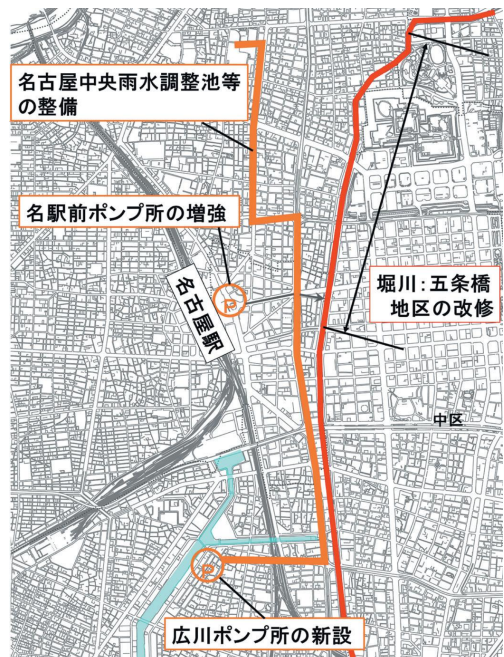 名古屋中央雨水調整池等
の整備
名駅前ポンプ所の増強
P
名古屋駅
堀川:五条橋
地区の改修
中区
P
広川ポンプ所の新設